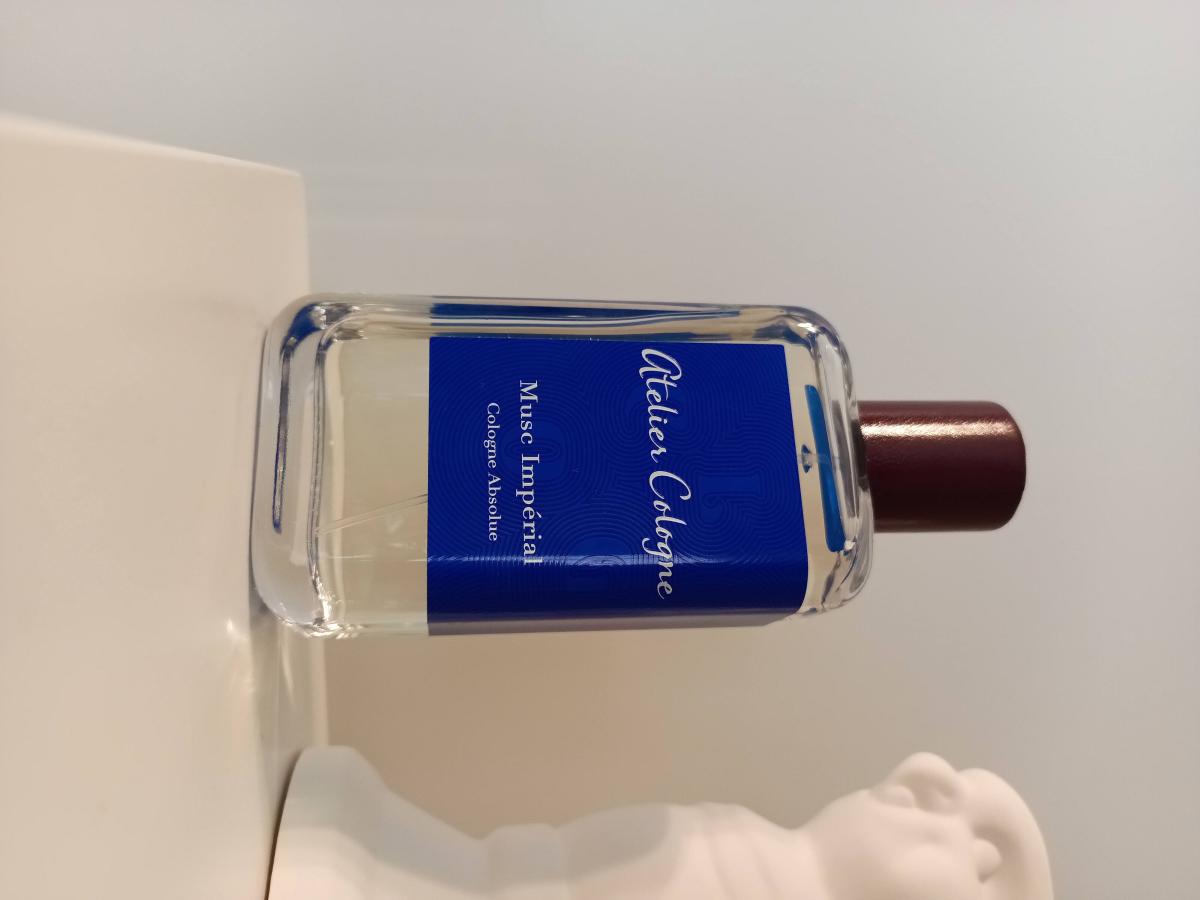 Atelier Cologne
Musc Impérial
Cologne Absolue